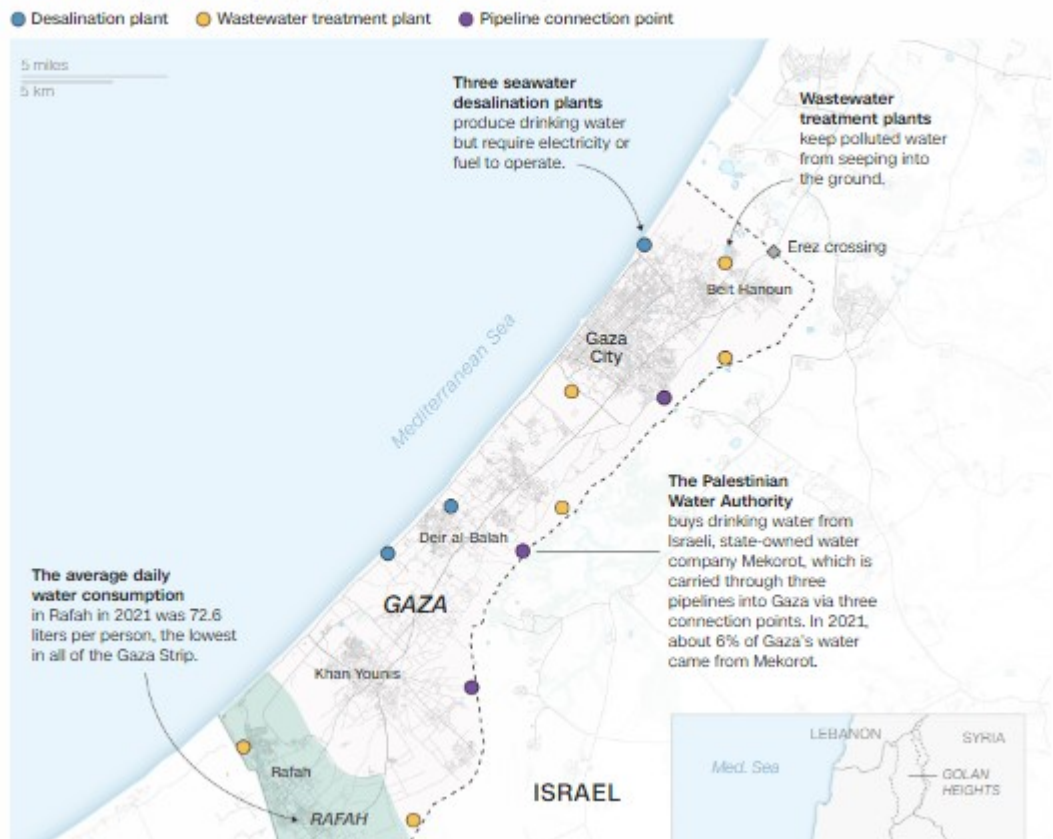 Desalination plant
Wastewater treatment plant
Pipeline connection point
5 miles
5 km
Three seawater
desalination plants
produce drinking water
but require electricity or
fuel to operate.
Wastewater
treatment plants
keep polluted water
from seeping into
the ground.
Erez crossing
Beit Hanoun
Gaza
City
Mediterranean Sea
The Palestinian
Water Authority
buys drinking water from
Israeli, state-owned water
company Mekorot, which is
carried through three
pipelines into Gaza via three
connection points. In 2021,
about 6% of Gaza's water
came from Mekorot.
Deir al-Balah
The average daily
water consumption
in Rafah in 2021 was 72.6
liters per person, the lowest
in all of the Gaza Strip.
GAZA
Khan Younis
Rafah
RAFAH
ISRAEL
LEBANON
SYRIA
Med. Sea
GOLAN
HEIGHTS